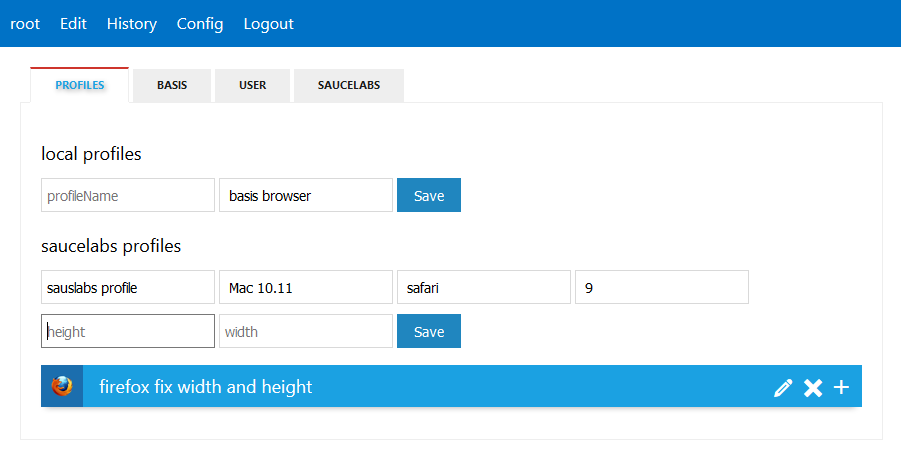 root Edit History Config Logout
PROFILES BASIS USER SAUCELABS
local profiles
profileName basis browser Save
saucelabs profiles
sauslabs profile Mac 10.11 safari 9
height width Save
firefox fix width and height